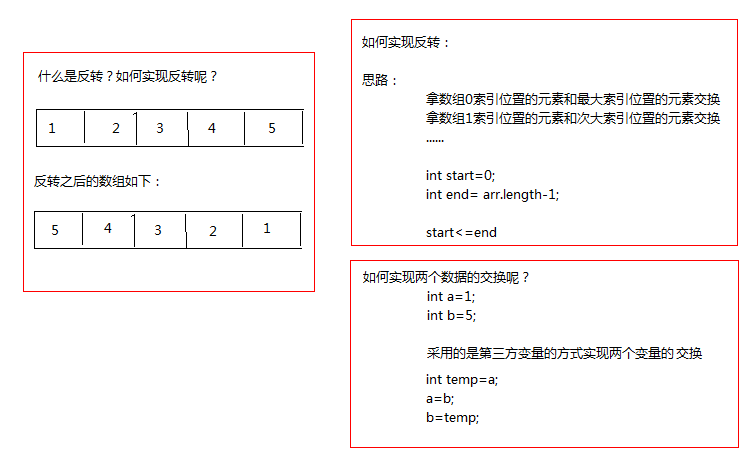 什么是反转？如何实现反转呢？
1 2 3 4 5
反转之后的数组如下：
5 4 3 2 1
如何实现反转：
思路：
拿数组0索引位置的元素和最大索引位置的元素交换
拿数组1索引位置的元素和次大索引位置的元素交换
......
int start=0;
int end= arr.length-1;
start<=end
如何实现两个数据的交换呢？
int a=1;
int b=5;
采用的是第三方变量的方式实现两个变量的 交换
int temp=a;
a=b;
b=temp;